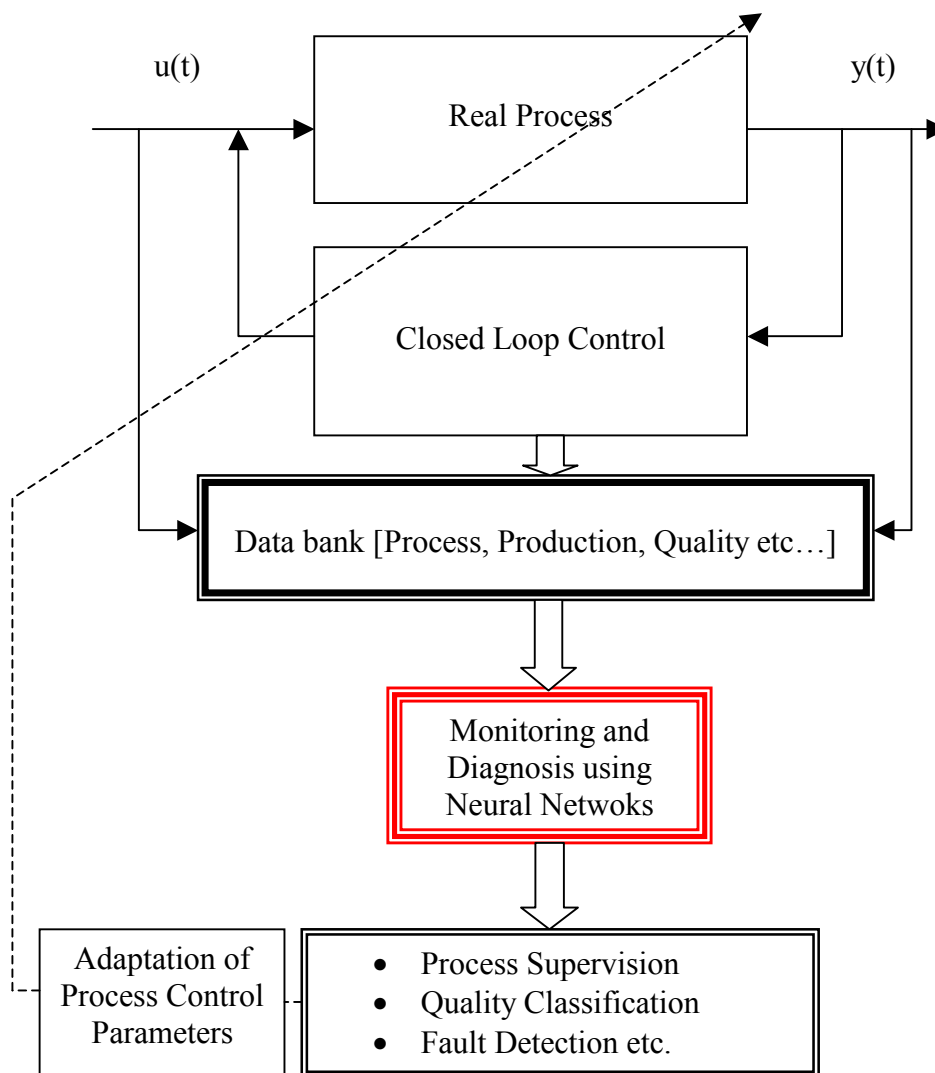 u(t)
y(t)
Real Process
Closed Loop Control
Data bank [Process, Production, Quality etc…]
Monitoring and
Diagnosis using
Neural Netwoks
Adaptation of
Process Control
Parameters
• Process Supervision
• Quality Classification
• Fault Detection etc.